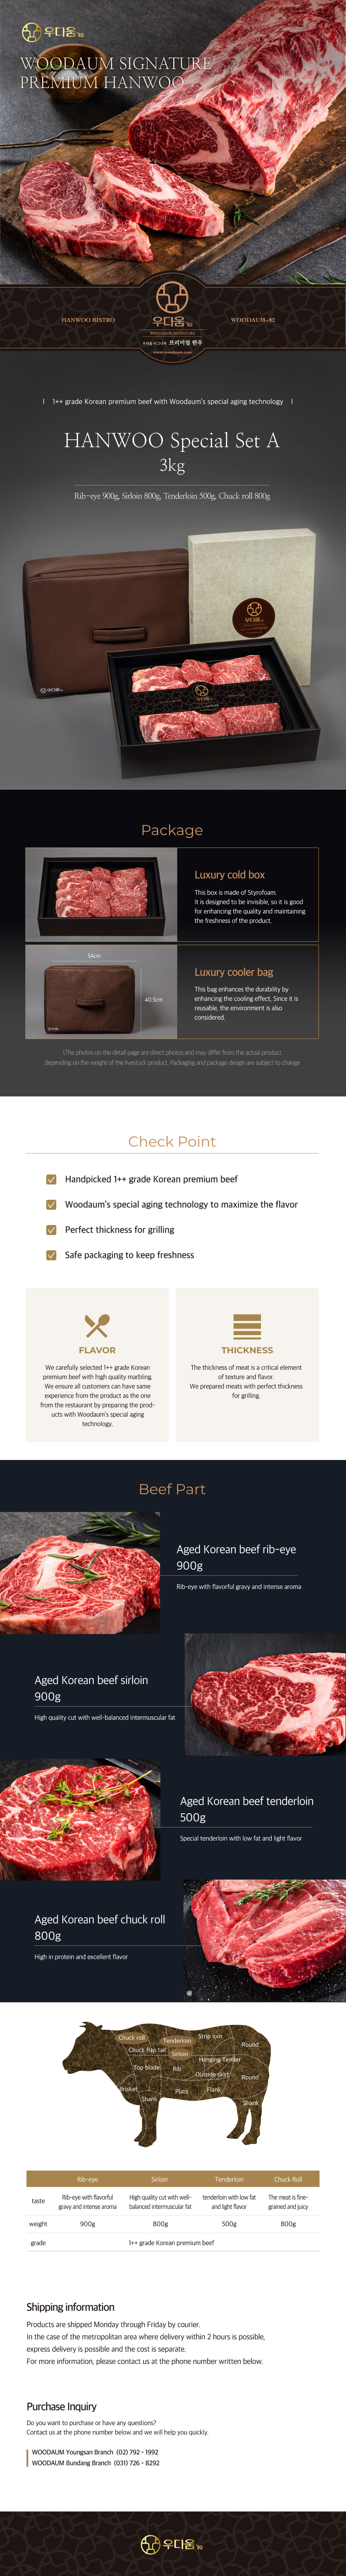 우디움'82
WOODAUM SIGNATURE
PREMIUM HANWOO
HANWOO BISTRO
우디움'82
WOODAUM SIGNATURE
우디움 시그니처 프리미엄 한우
www.woodaum.com
WOODAUM-82
| 1++ grade Korean premium beef with Woodaum's special aging technology |
HANWOO Special Set A
3kg
Rib-eye 900g, Sirloin 800g, Tenderloin 500g, Chuck roll 800g
우디움
우디움
Package
Luxury cold box
This box is made of Styrofoam.
It is designed to be invisible, so it is good
for enhancing the quality and maintaining
the freshness of the product.
54cm
40.5cm
Luxury cooler bag
This bag enhances the durability by
enhancing the cooling effect, Since it is
reusable, the environment is also
considered.
\The photos on the detail page are direct photos and may differ from the actual product
depending on the weight of the livestock product. Packaging and package design are subject to change
Check Point
Handpicked 1++ grade Korean premium beef
Woodaum's special aging technology to maximize the flavor
Perfect thickness for grilling
Safe packaging to keep freshness
FLAVOR
We carefully selected 1++ grade Korean
premium beef with high quality marbling.
We ensure all customers can have same
experience from the product as the one
from the restaurant by preparing the prod-
ucts with Woodaum's special aging
technology.
THICKNESS
The thickness of meat is a critical element
of texture and flavor.
We prepared meats with perfect thickness
for grilling.
Beef Part
Aged Korean beef rib-eye
900g
Rib-eye with flavorful gravy and intense aroma
Aged Korean beef sirloin
900g
High quality cut with well-balanced intermuscular fat
Aged Korean beef tenderloin
500g
Special tenderloin with low fat and light flavor
Aged Korean beef chuck roll
800g
High in protein and excellent flavor
Chuck roll
Tenderloin
Strip loin
Round
Chuck flap tail
Sirloin
Hanging Tender
Top blade
Rib
Outside skirt
Round
Brisket
Plate
Flank
Shank
Shank
Rib-eye Sirloin Tenderloin Chuck Roll
taste
Rib-eye with flavorful
gravy and intense aroma
High quality cut with well-
balanced intermuscular fat
tenderloin with low fat
and light flavor
The meat is fine-
grained and juicy
weight 900g 800g 500g 800g
grade 1++ grade Korean premium beef
Shipping information
Products are shipped Monday through Friday by courier.
In the case of the metropolitan area where delivery within 2 hours is possible,
express delivery is possible and the cost is separate.
For more information, please contact us at the phone number written below.
Purchase Inquiry
Do you want to purchase or have any questions?
Contact us at the phone number below and we will help you quickly.
WOODAUM Youngsan Branch (02) 792 - 1992
WOODAUM Bundang Branch (031) 726 - 8292
우디움'82